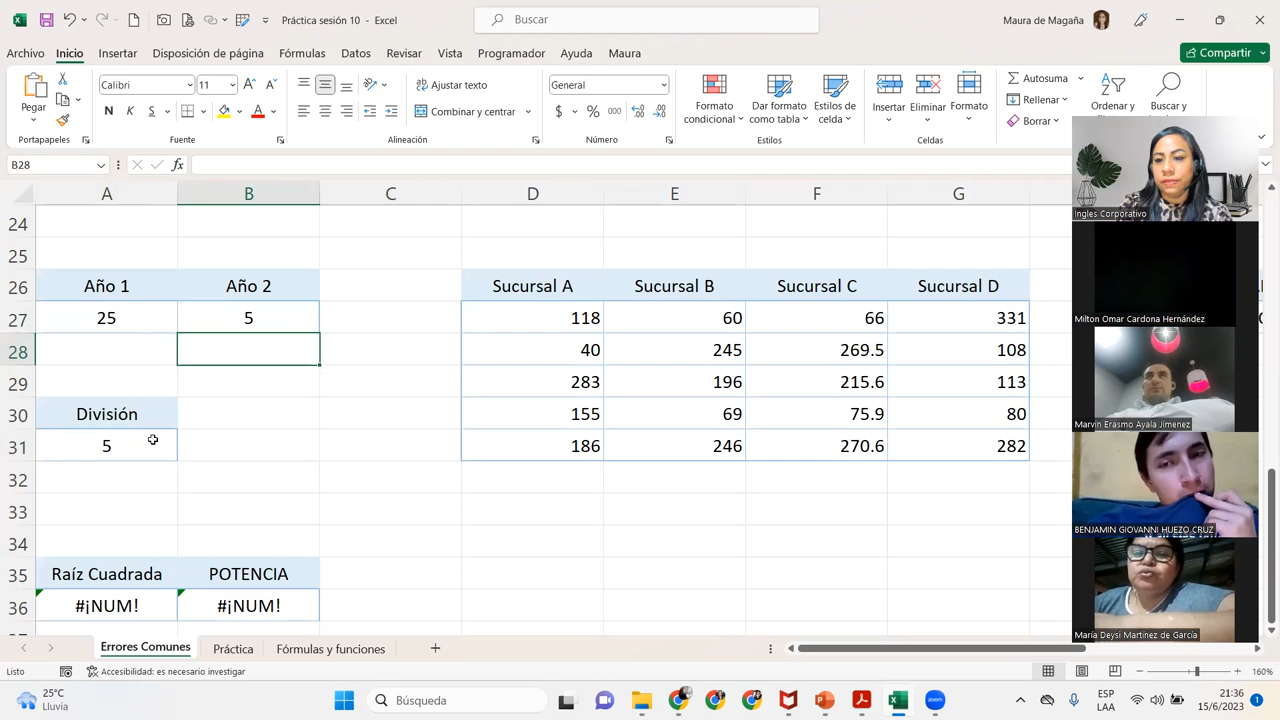 Práctica sesión 10 - Excel
Buscar
Maura de Magaña
Archivo Inicio Insertar Disposición de página Fórmulas Datos Revisar Vista Programador Ayuda Maura
Compartir
Pegar
Calibri 11
N K S
Ajustar texto
Combinar y centrar
General
$ % 000
Formato condicional
Dar formato como tabla
Estilos de celda
Insertar Eliminar Formato
Autosuma
Rellenar
Borrar
Ordenar y
Buscar y
Portapapeles Fuente Alineación Número Estilos Celdas
B28 fx
A B C D E F G
24
25
26 Año 1 Año 2 Sucursal A Sucursal B Sucursal C Sucursal D
27 25 5 118 60 66 331
28 40 245 269.5 108
29 283 196 215.6 113
30 División 155 69 75.9 80
31 5 186 246 270.6 282
32
33
34
35 Raíz Cuadrada POTENCIA
36 #¡NUM! #¡NUM!
Ingles Corporativo
Milton Omar Cardona Hernández
Marvin Erasmo Ayala Jimenez
BENJAMIN GIOVANNI HUEZO CRUZ
María Deysi Martínez de García
Errores Comunes Práctica Fórmulas y funciones
Listo Accesibilidad: es necesario investigar 160%
25°C
Lluvia
Búsqueda
ESP
LAA
21:36
15/6/2023